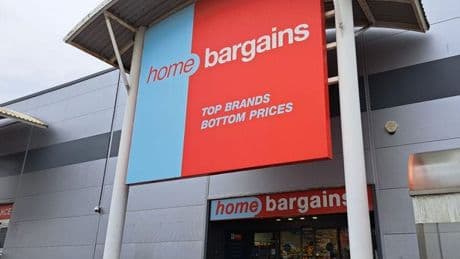 home bargains
TOP BRANDS
BOTTOM PRICES
home bargains